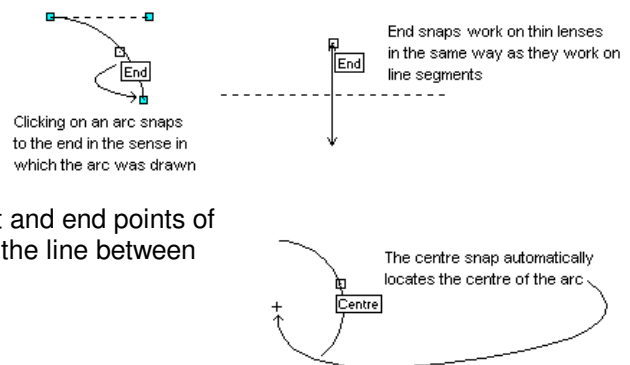 End snaps work on thin lenses
in the same way as they work on
line segments
End
End
Clicking on an arc snaps
to the end in the sense in
which the arc was drawn
t and end points of
the line between
The centre snap automatically
locates the centre of the arc
Centre